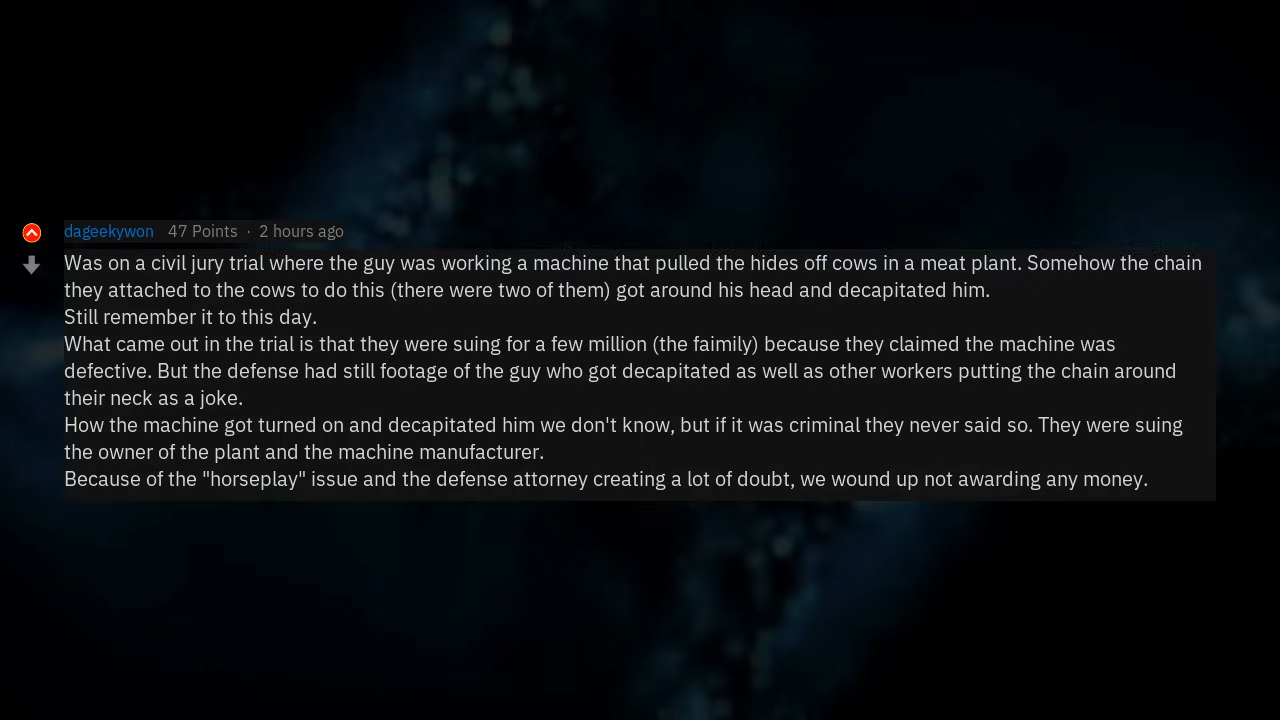 dageekywon 47 Points · 2 hours ago
Was on a civil jury trial where the guy was working a machine that pulled the hides off cows in a meat plant. Somehow the chain
they attached to the cows to do this (there were two of them) got around his head and decapitated him.
Still remember it to this day.
What came out in the trial is that they were suing for a few million (the faimily) because they claimed the machine was
defective. But the defense had still footage of the guy who got decapitated as well as other workers putting the chain around
their neck as a joke.
How the machine got turned on and decapitated him we don't know, but if it was criminal they never said so. They were suing
the owner of the plant and the machine manufacturer.
Because of the "horseplay" issue and the defense attorney creating a lot of doubt, we wound up not awarding any money.